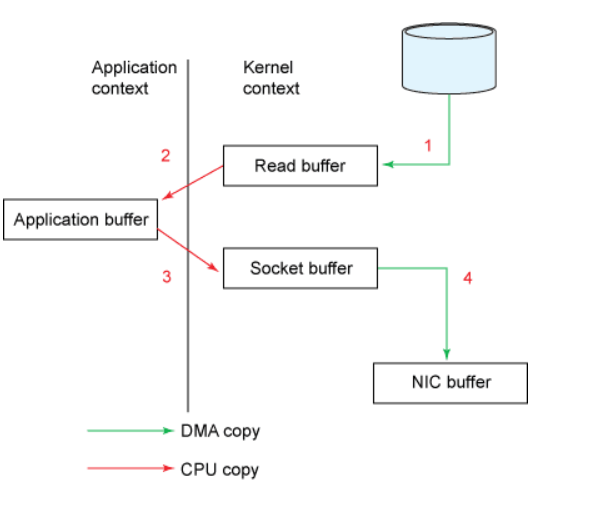 Application
context
Kernel
context
1
2
Read buffer
Application buffer
3
Socket buffer
4
NIC buffer
DMA copy
CPU copy